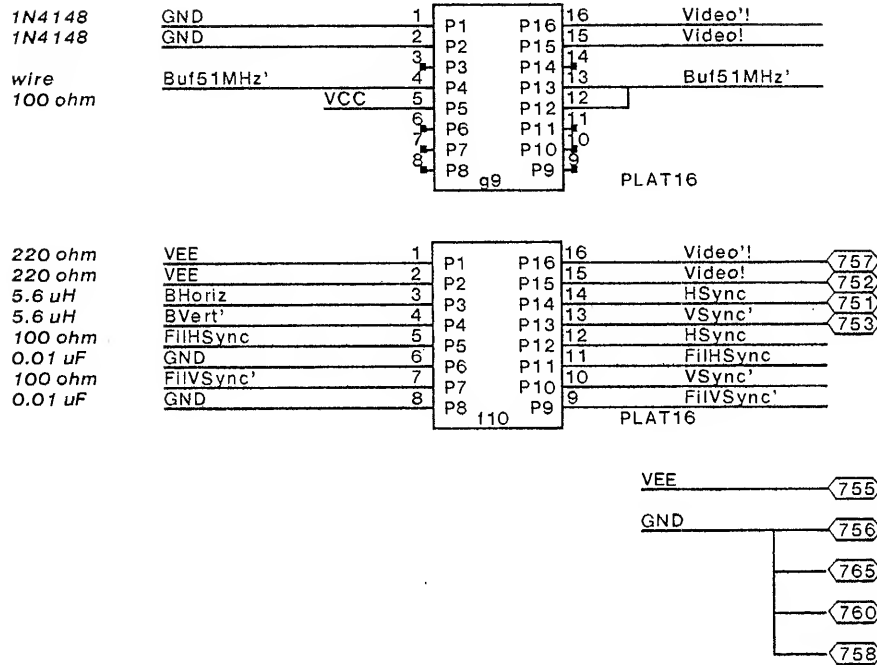 1N4148 GND 1 P1 P16 16 Video'!
1N4148 GND 2 P2 P15 15 Video!
3 P3 P14 14
wire Buf51MHz' 4 P4 P13 13 Buf51MHz'
100 ohm VCC 5 P5 P12 12
6 P6 P11 11
7 P7 P10 10
8 P8 P9 9
g9 PLAT16
220 ohm VEE 1 P1 P16 16 Video'! 757
220 ohm VEE 2 P2 P15 15 Video! 752
5.6 uH BHoriz 3 P3 P14 14 HSync 751
5.6 uH BVert' 4 P4 P13 13 VSync' 753
100 ohm FilHSync 5 P5 P12 12 HSync
0.01 uF GND 6 P6 P11 11 FilHSync
100 ohm FilVSync' 7 P7 P10 10 VSync'
0.01 uF GND 8 P8 P9 9 FilVSync'
f10 PLAT16
VEE 755
GND 756
765
760
758